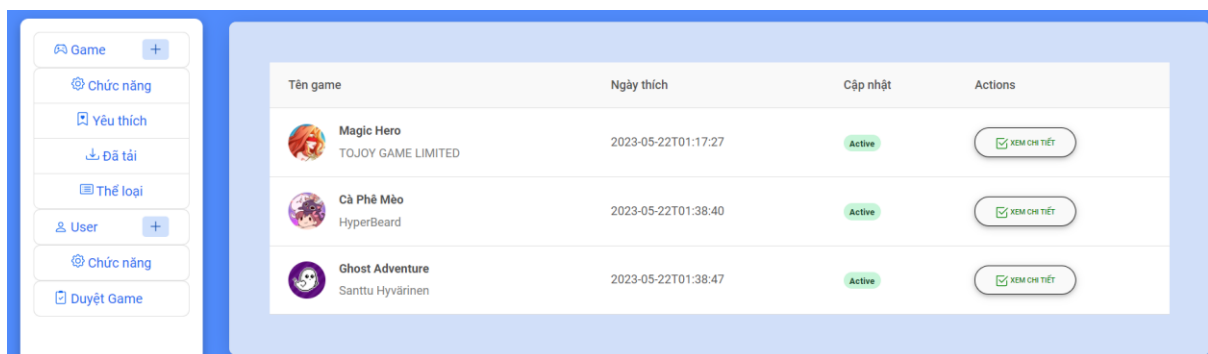 Game +
Chức năng
Yêu thích
Đã tải
Thể loại
User +
Chức năng
Duyệt Game
Tên game Ngày thích Cập nhật Actions
Magic Hero
TOJOY GAME LIMITED
2023-05-22T01:17:27 Active XEM CHI TIẾT
Cà Phê Mèo
HyperBeard
2023-05-22T01:38:40 Active XEM CHI TIẾT
Ghost Adventure
Santtu Hyvärinen
2023-05-22T01:38:47 Active XEM CHI TIẾT